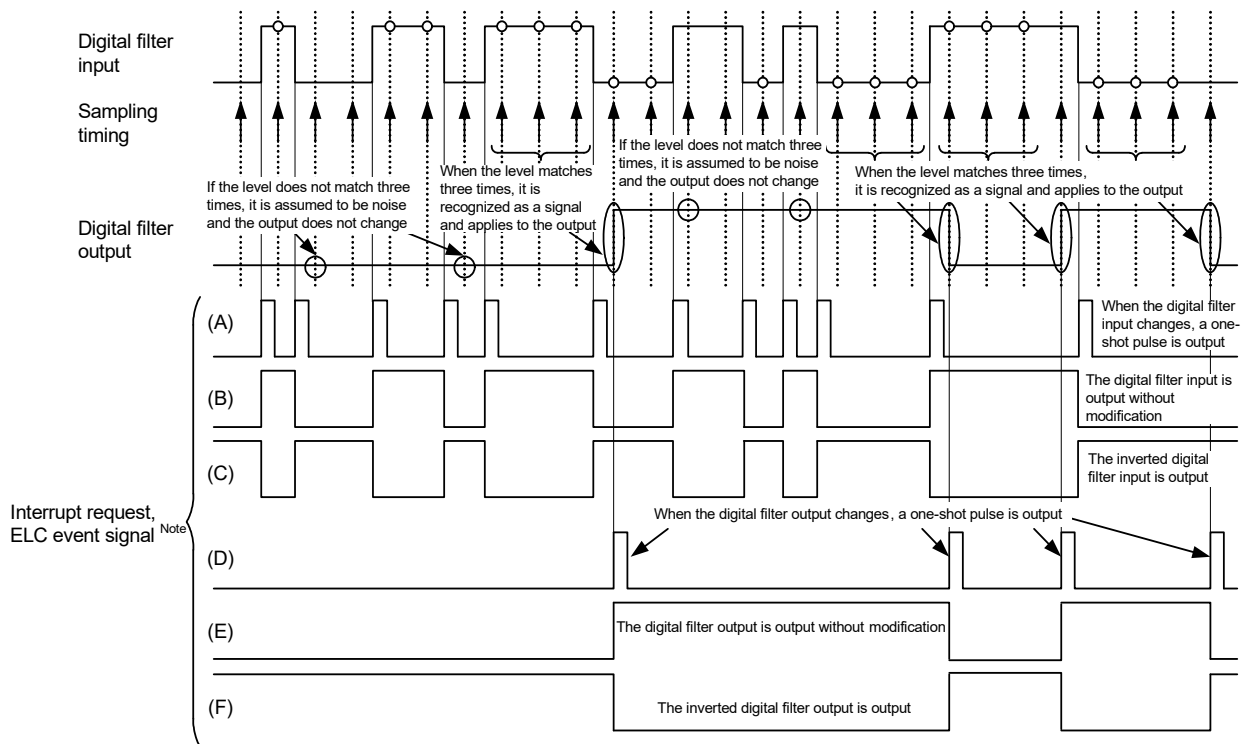 Digital filter
input
Sampling
timing
If the level does not match three
times, it is assumed to be noise
and the output does not change
When the level matches
three times, it is
recognized as a signal
and applies to the output
If the level does not match three
times, it is assumed to be noise
and the output does not change
When the level matches three times,
it is recognized as a signal and applies to the output
Digital filter
output
(A)
When the digital filter
input changes, a one-
shot pulse is output
(B)
The digital filter input is
output without
modification
(C)
The inverted digital
filter input is output
Interrupt request,
ELC event signal Note
When the digital filter output changes, a one-shot pulse is output
(D)
(E)
The digital filter output is output without modification
(F)
The inverted digital filter output is output